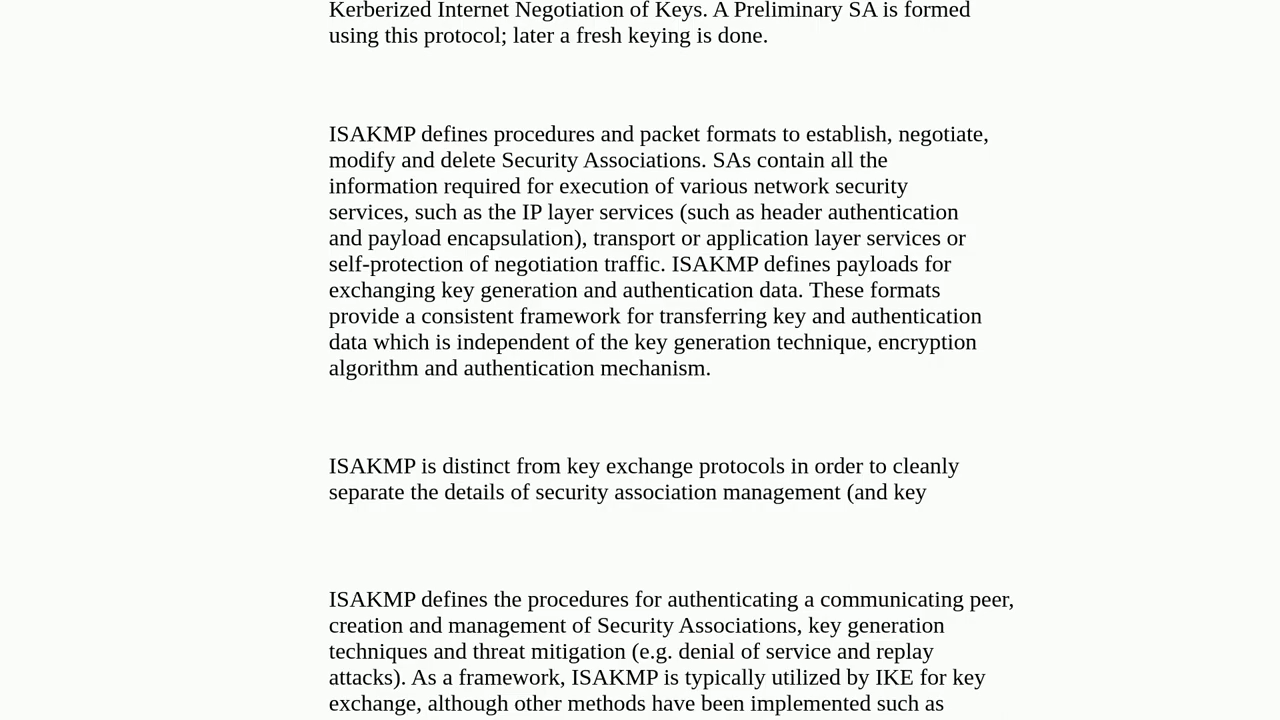 Kerberized Internet Negotiation of Keys. A Preliminary SA is formed
using this protocol; later a fresh keying is done.
ISAKMP defines procedures and packet formats to establish, negotiate,
modify and delete Security Associations. SAs contain all the
information required for execution of various network security
services, such as the IP layer services (such as header authentication
and payload encapsulation), transport or application layer services or
self-protection of negotiation traffic. ISAKMP defines payloads for
exchanging key generation and authentication data. These formats
provide a consistent framework for transferring key and authentication
data which is independent of the key generation technique, encryption
algorithm and authentication mechanism.
ISAKMP is distinct from key exchange protocols in order to cleanly
separate the details of security association management (and key
ISAKMP defines the procedures for authenticating a communicating peer,
creation and management of Security Associations, key generation
techniques and threat mitigation (e.g. denial of service and replay
attacks). As a framework, ISAKMP is typically utilized by IKE for key
exchange, although other methods have been implemented such as